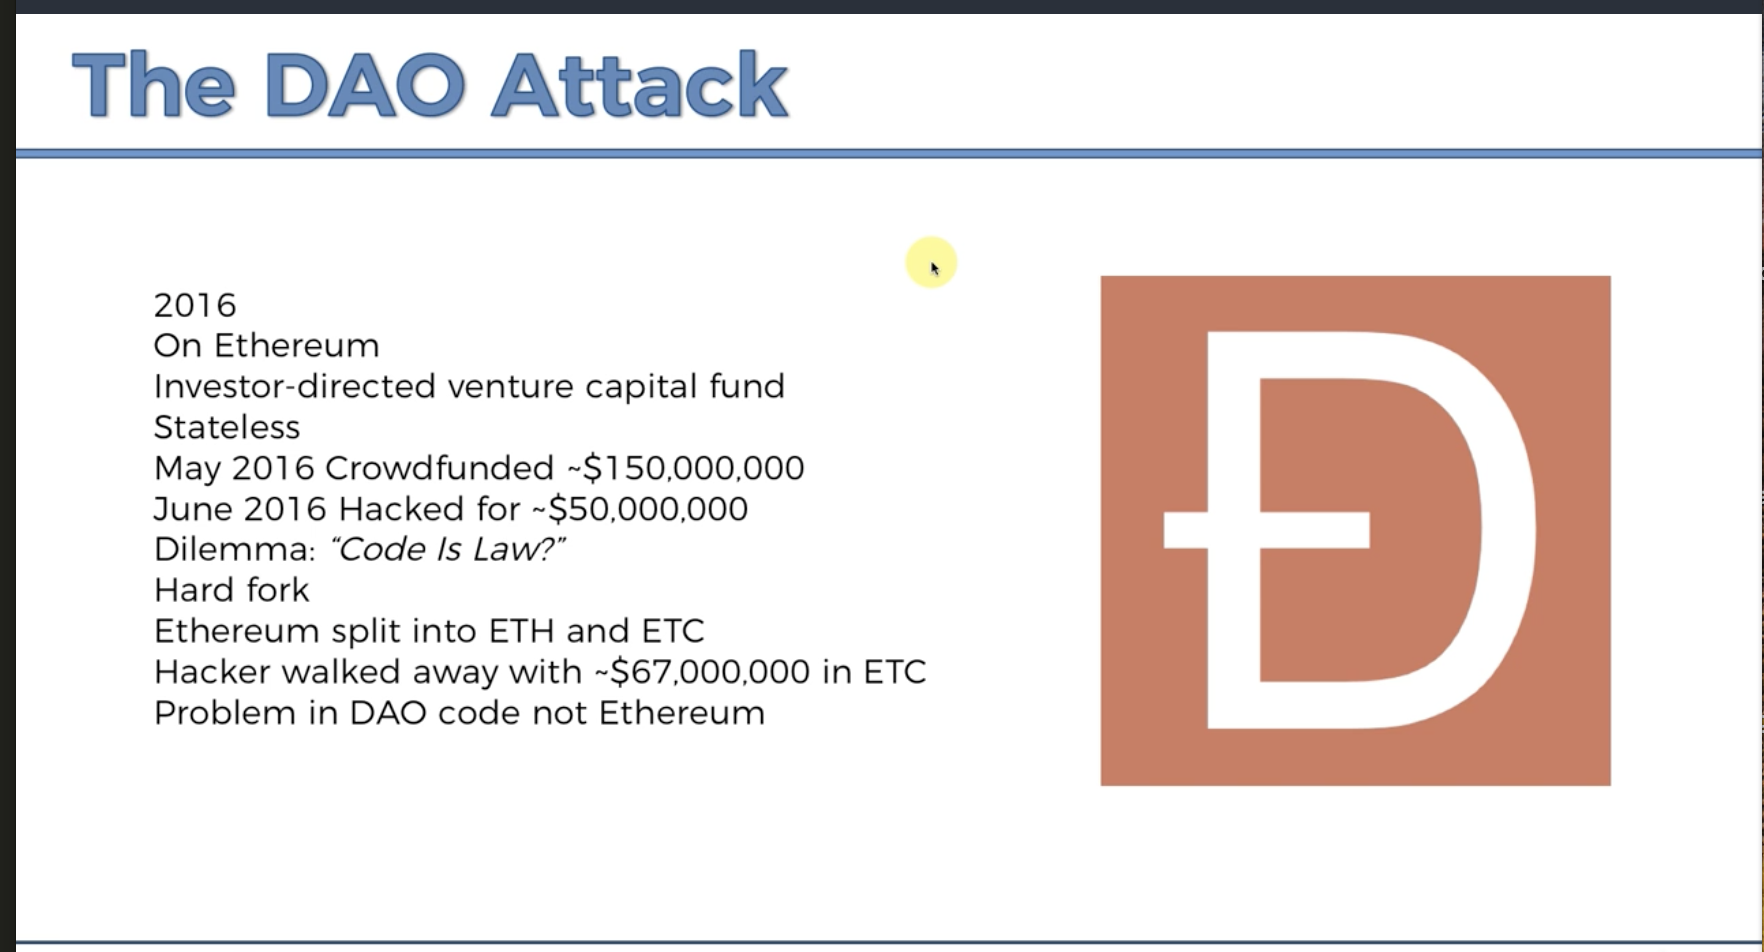 The DAO Attack
2016
On Ethereum
Investor-directed venture capital fund
Stateless
May 2016 Crowdfunded ~$150,000,000
June 2016 Hacked for ~$50,000,000
Dilemma: “Code Is Law?”
Hard fork
Ethereum split into ETH and ETC
Hacker walked away with ~$67,000,000 in ETC
Problem in DAO code not Ethereum
Đ